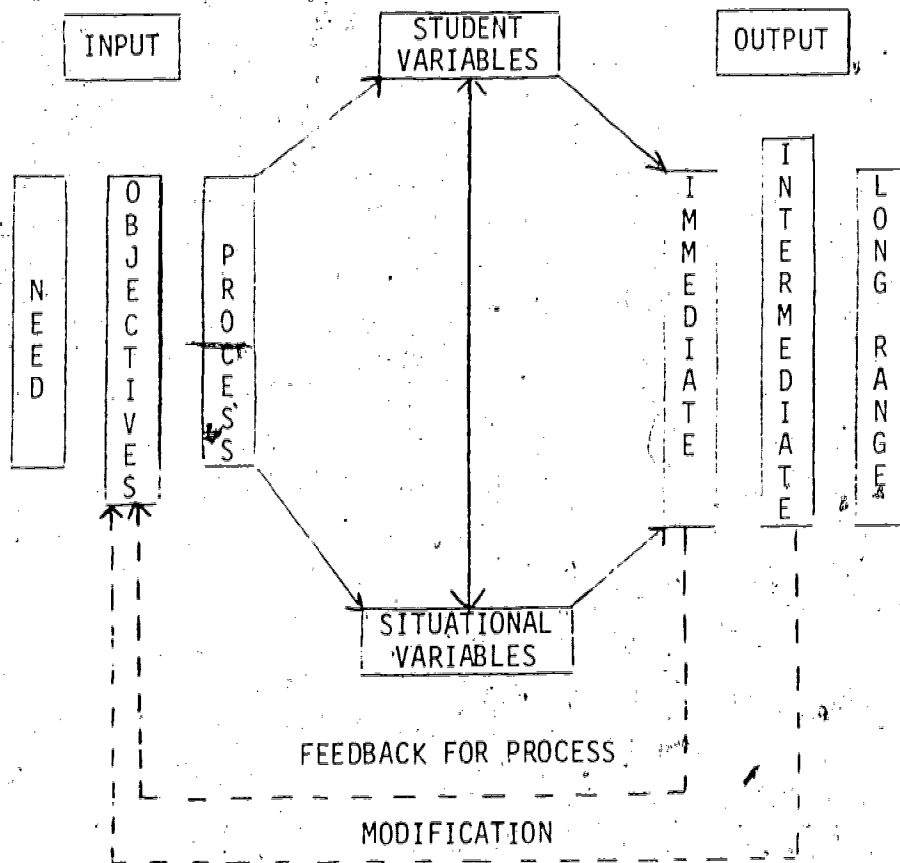 INPUT
STUDENT
VARIABLES
OUTPUT
NEED
OBJECTIVES
PROCESS
IMMEDIATE
INTERMEDIATE
LONG RANGE
SITUATIONAL
VARIABLES
FEEDBACK FOR PROCESS
MODIFICATION